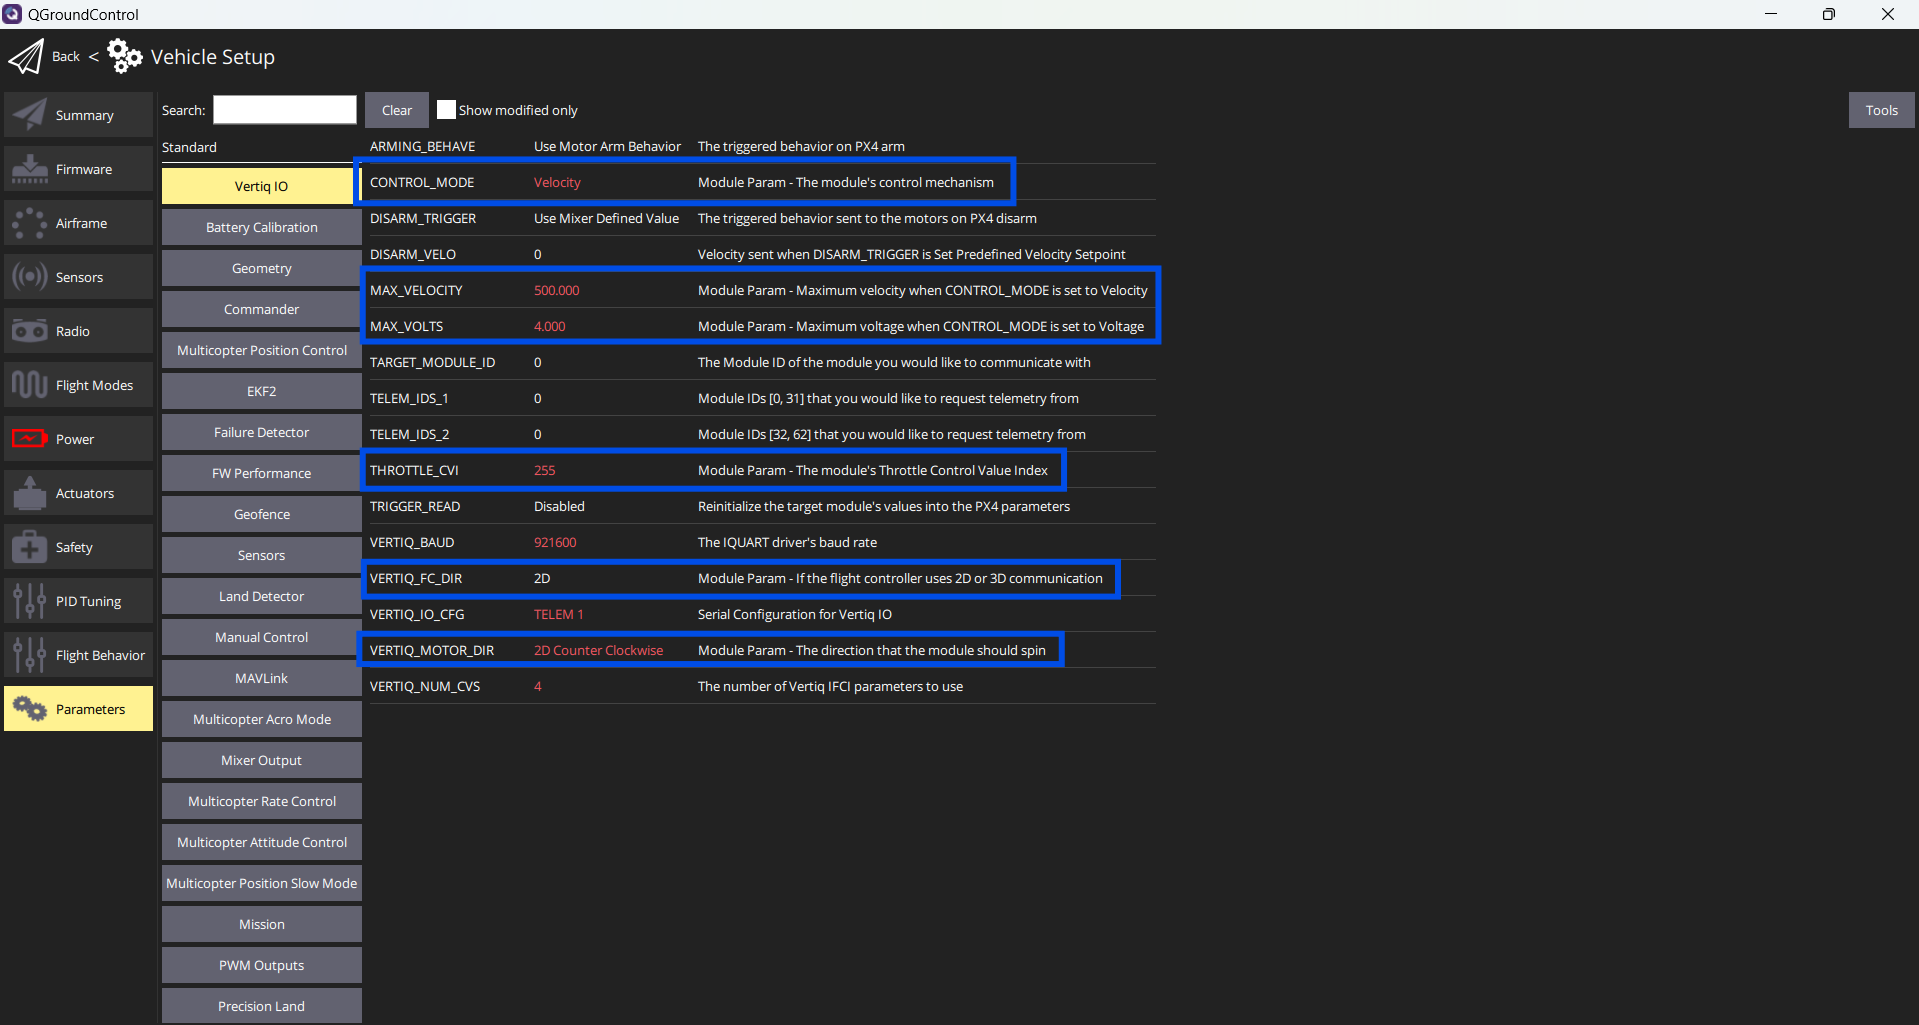 QGroundControl
Back < Vehicle Setup
Summary
Firmware
Airframe
Sensors
Radio
Flight Modes
Power
Actuators
Safety
PID Tuning
Flight Behavior
Parameters
Search: Clear Show modified only Tools
Standard
Vertiq IO
Battery Calibration
Geometry
Commander
Multicopter Position Control
EKF2
Failure Detector
FW Performance
Geofence
Sensors
Land Detector
Manual Control
MAVLink
Multicopter Acro Mode
Mixer Output
Multicopter Rate Control
Multicopter Attitude Control
Multicopter Position Slow Mode
Mission
PWM Outputs
Precision Land
ARMING_BEHAVE Use Motor Arm Behavior The triggered behavior on PX4 arm
CONTROL_MODE Velocity Module Param - The module's control mechanism
DISARM_TRIGGER Use Mixer Defined Value The triggered behavior sent to the motors on PX4 disarm
DISARM_VELO 0 Velocity sent when DISARM_TRIGGER is Set Predefined Velocity Setpoint
MAX_VELOCITY 500.000 Module Param - Maximum velocity when CONTROL_MODE is set to Velocity
MAX_VOLTS 4.000 Module Param - Maximum voltage when CONTROL_MODE is set to Voltage
TARGET_MODULE_ID 0 The Module ID of the module you would like to communicate with
TELEM_IDS_1 0 Module IDs [0, 31] that you would like to request telemetry from
TELEM_IDS_2 0 Module IDs [32, 62] that you would like to request telemetry from
THROTTLE_CVI 255 Module Param - The module's Throttle Control Value Index
TRIGGER_READ Disabled Reinitialize the target module's values into the PX4 parameters
VERTIQ_BAUD 921600 The IQUART driver's baud rate
VERTIQ_FC_DIR 2D Module Param - If the flight controller uses 2D or 3D communication
VERTIQ_IO_CFG TELEM 1 Serial Configuration for Vertiq IO
VERTIQ_MOTOR_DIR 2D Counter Clockwise Module Param - The direction that the module should spin
VERTIQ_NUM_CVS 4 The number of Vertiq IFCI parameters to use